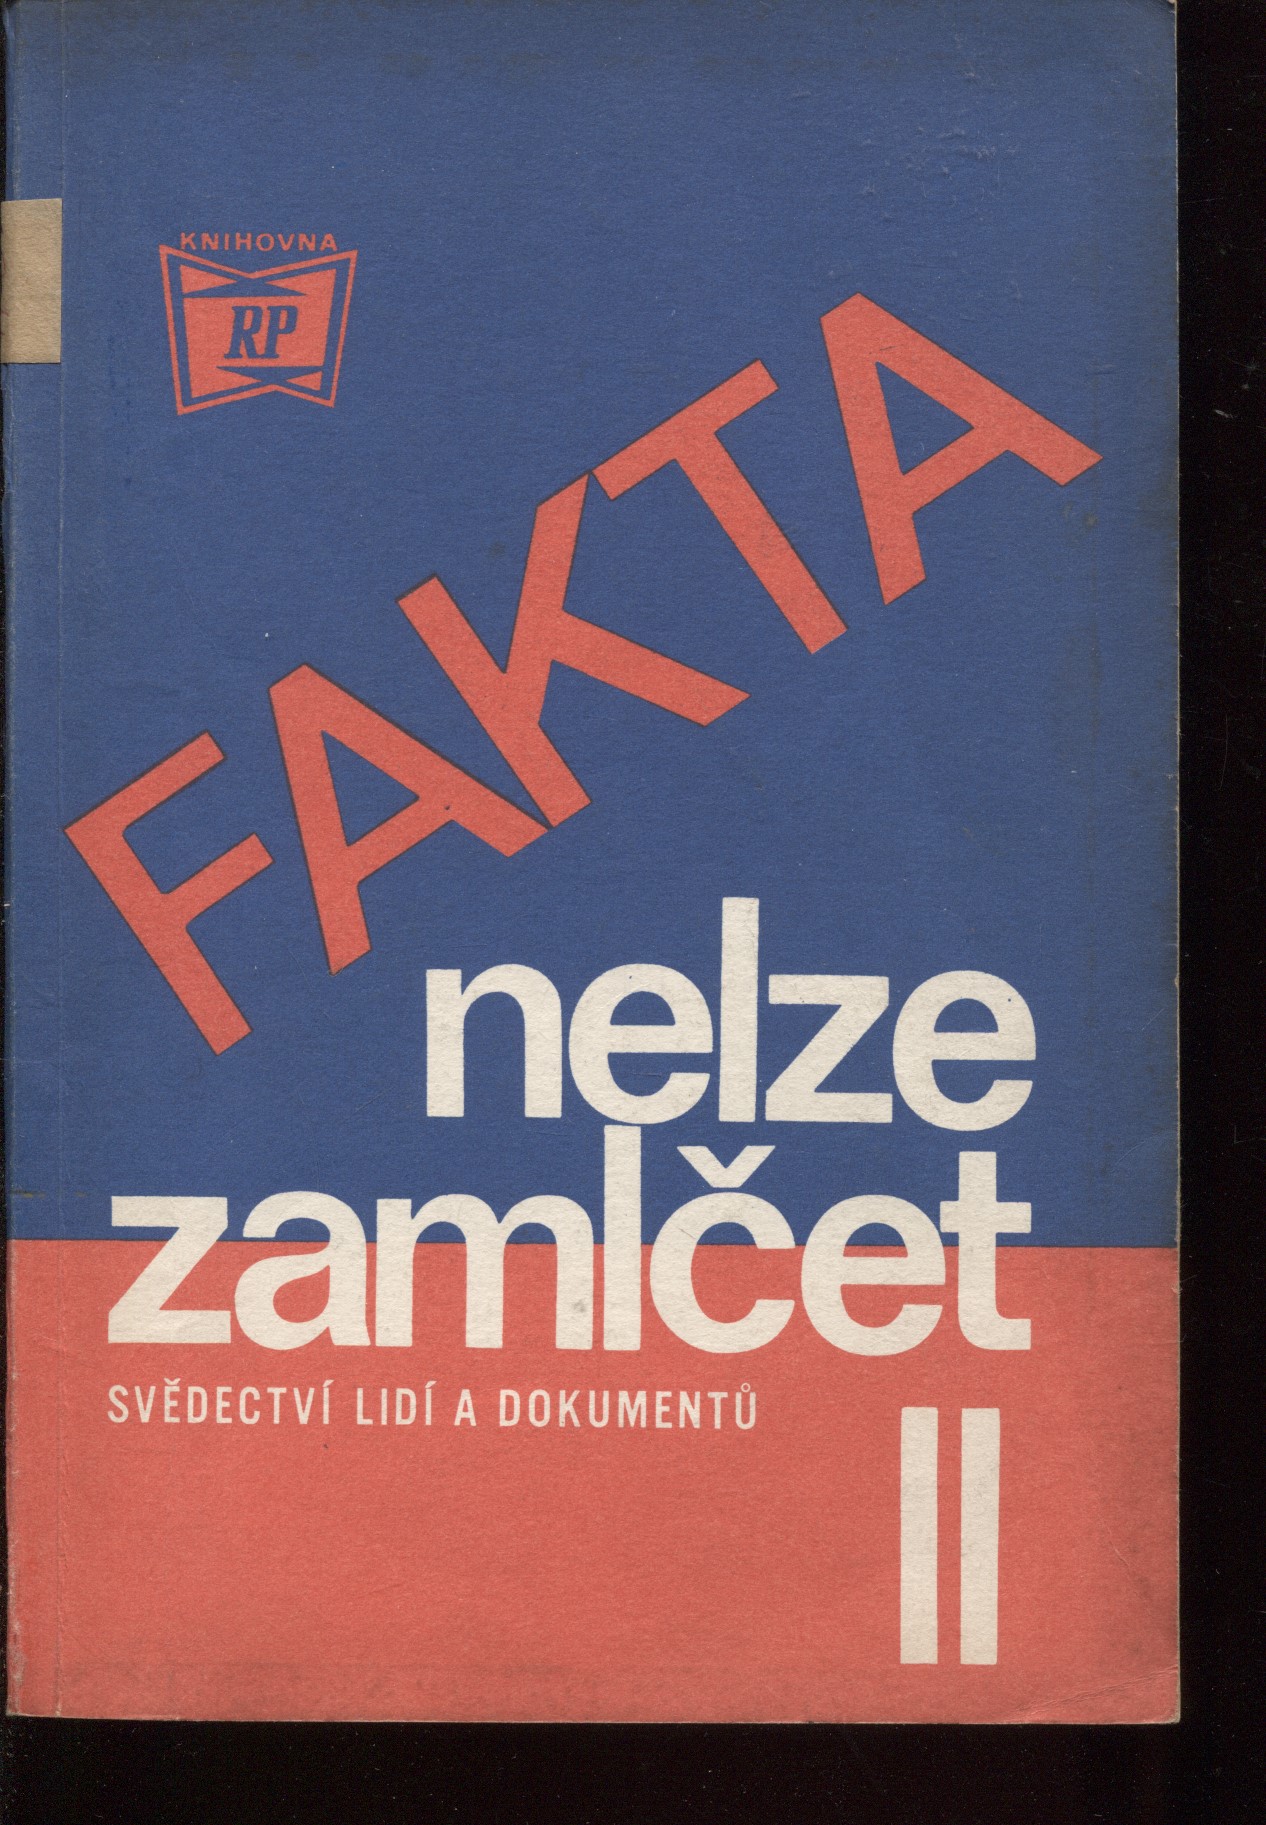 KNIHOVNA
RP
FAKTA
nelze
zamlčet
SVĚDECTVÍ LIDÍ A DOKUMENTŮ
II